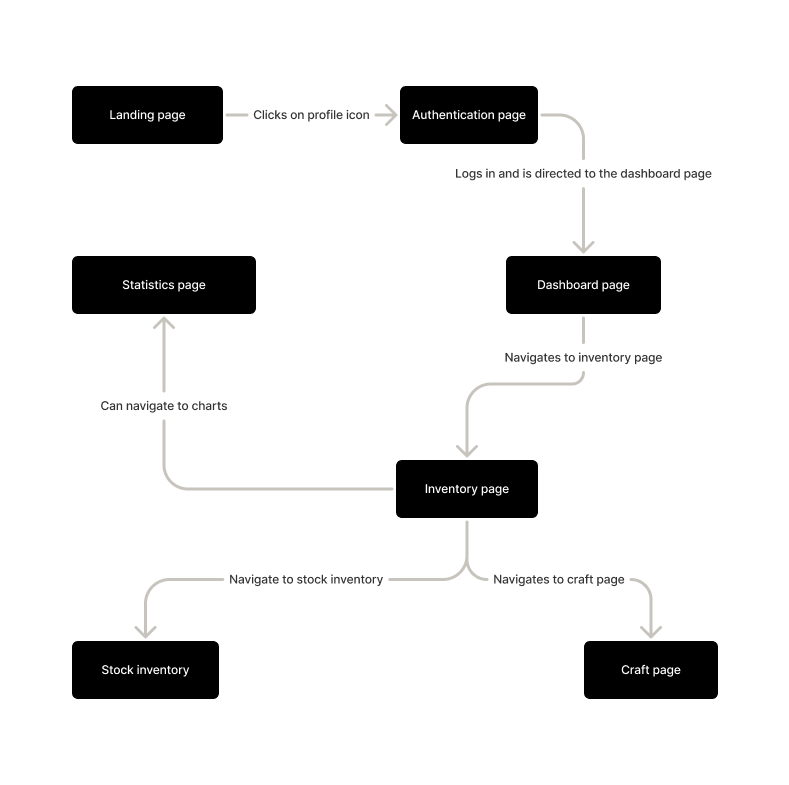 Landing page
Clicks on profile icon
Authentication page
Logs in and is directed to the dashboard page
Statistics page
Dashboard page
Navigates to inventory page
Can navigate to charts
Inventory page
Navigate to stock inventory
Navigates to craft page
Stock inventory
Craft page